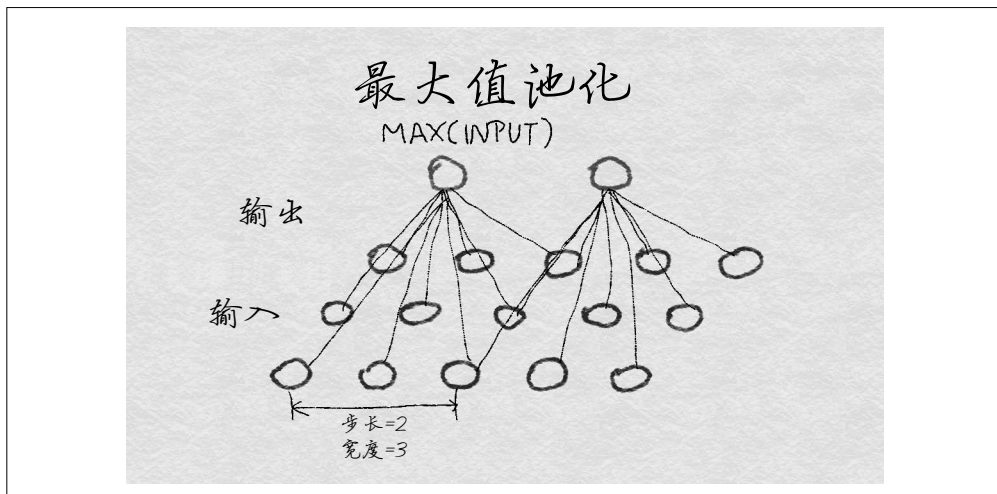 最大值池化
MAX(INPUT)
输出
输入
步长=2
宽度=3